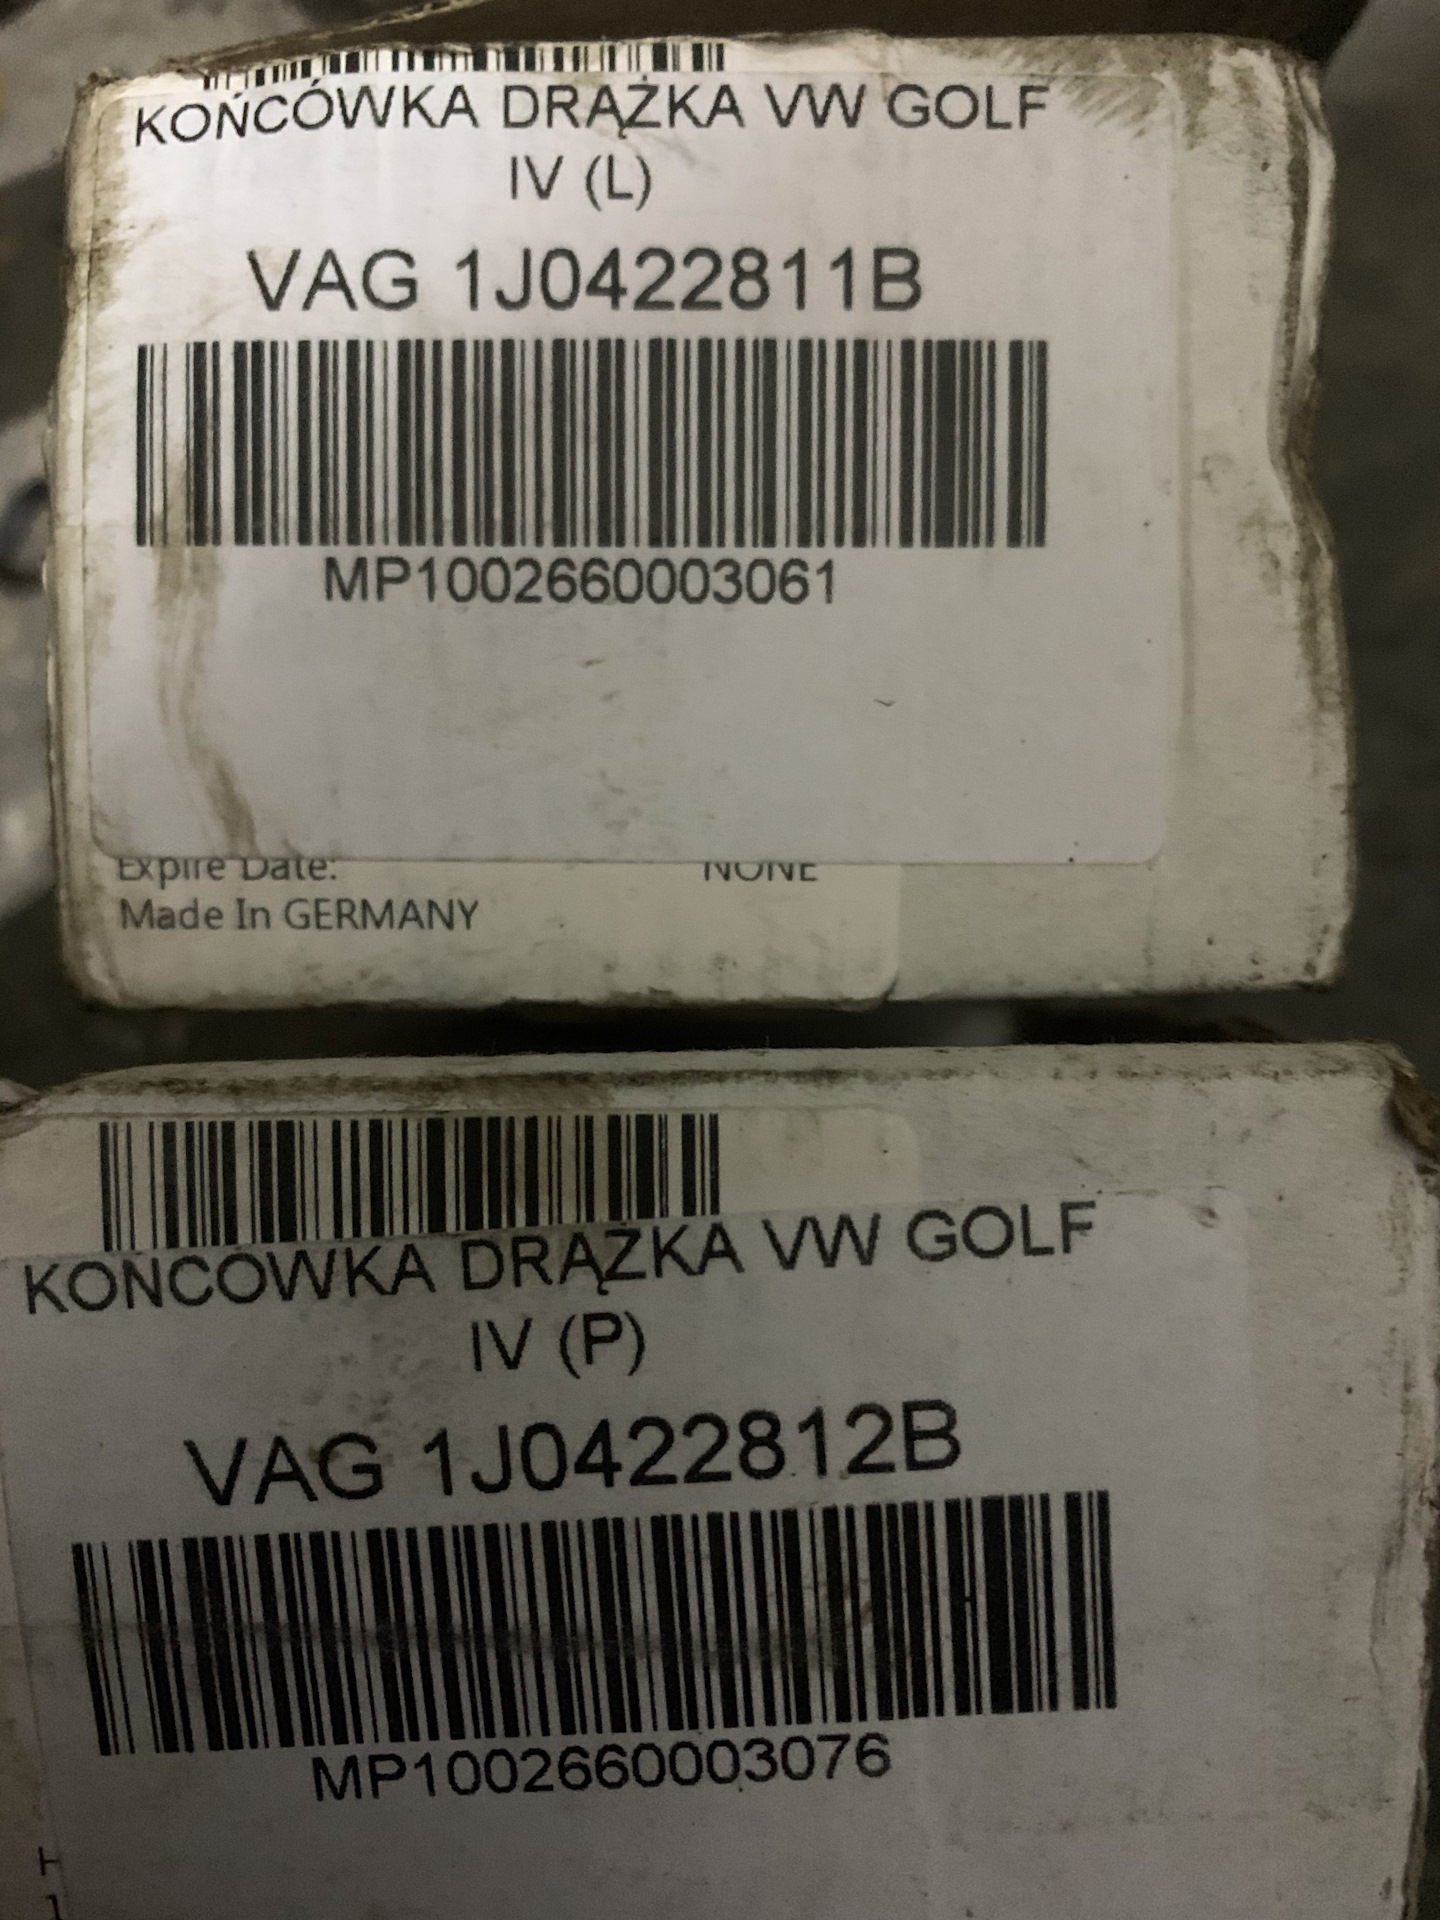 KOŃCÓWKA DRĄŻKA VW GOLF
IV (L)
VAG 1J0422811B
MP1002660003061
Expire Date: NONE
Made In GERMANY
KOŃCÓWKA DRĄŻKA VW GOLF
IV (P)
VAG 1J0422812B
MP1002660003076
H
1